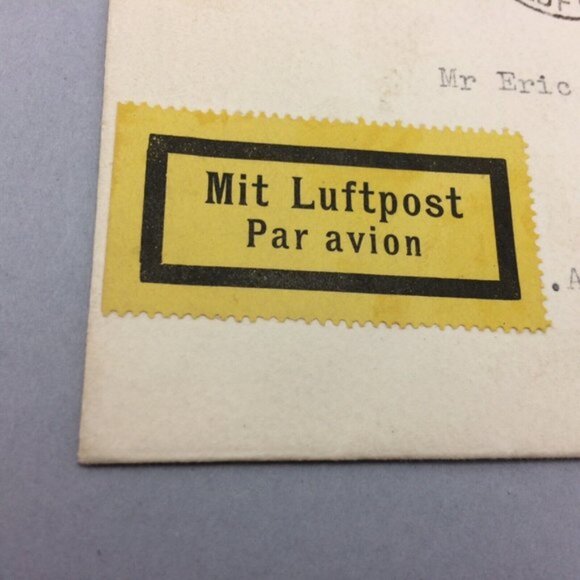 Mr Eric
Mit Luftpost
Par avion
.A